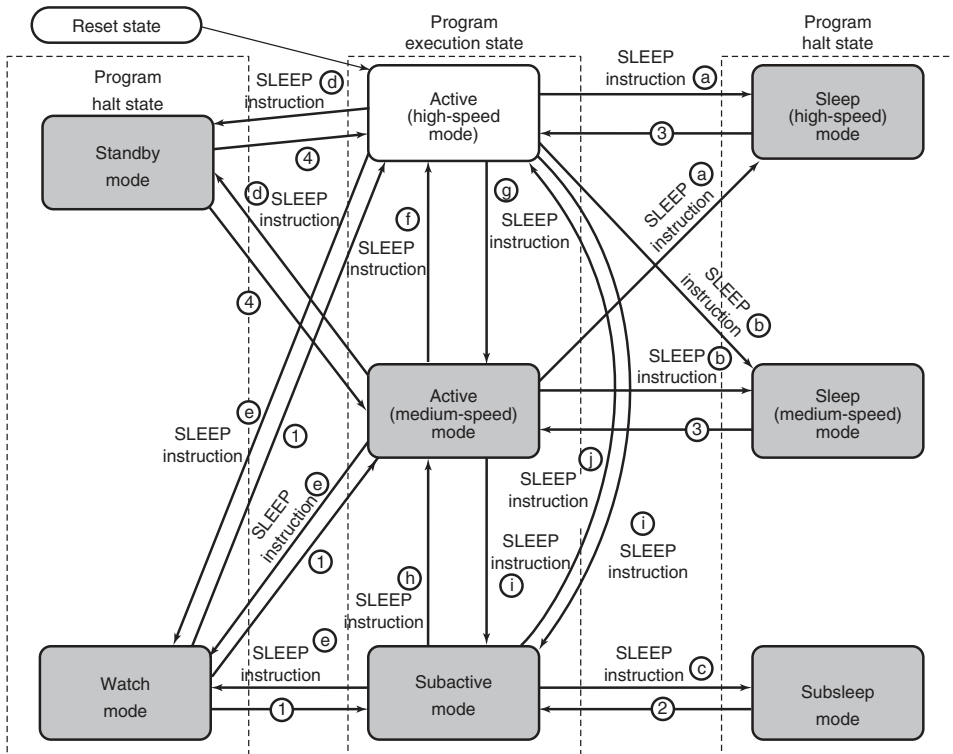 Reset state
Program
execution state
Program
halt state
Program
halt state
SLEEP
instruction
d
SLEEP
instruction
a
Active
(high-speed
mode)
Sleep
(high-speed)
mode
Standby
mode
4
3
d
SLEEP
instruction
f
SLEEP
instruction
g
SLEEP
instruction
a
SLEEP
instruction
4
SLEEP
instruction
b
SLEEP
instruction
b
Active
(medium-speed)
mode
Sleep
(medium-speed)
mode
3
e
SLEEP
instruction
1
SLEEP
instruction
e
1
j
SLEEP
instruction
i
SLEEP
instruction
SLEEP
instruction
i
h
SLEEP
instruction
e
SLEEP
instruction
SLEEP
instruction
c
Watch
mode
1
Subactive
mode
2
Subsleep
mode